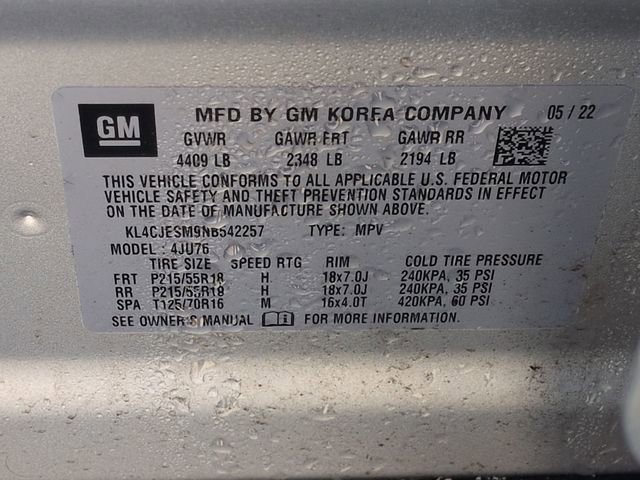 GM MFD BY GM KOREA COMPANY 05 / 22
GVWR GAWR FRT GAWR RR
4409 LB 2348 LB 2194 LB
THIS VEHICLE CONFORMS TO ALL APPLICABLE U.S. FEDERAL MOTOR
VEHICLE SAFETY AND THEFT PREVENTION STANDARDS IN EFFECT
ON THE DATE OF MANUFACTURE SHOWN ABOVE.
KL4CJESM9NB542257 TYPE: MPV
MODEL : 4JU76
TIRE SIZE SPEED RTG RIM COLD TIRE PRESSURE
FRT P215/55R18 H 18x7.0J 240KPA, 35 PSI
RR P215/55R18 H 18x7.0J 240KPA, 35 PSI
SPA T125/70R16 M 16x4.0T 420KPA, 60 PSI
SEE OWNER'S MANUAL FOR MORE INFORMATION.